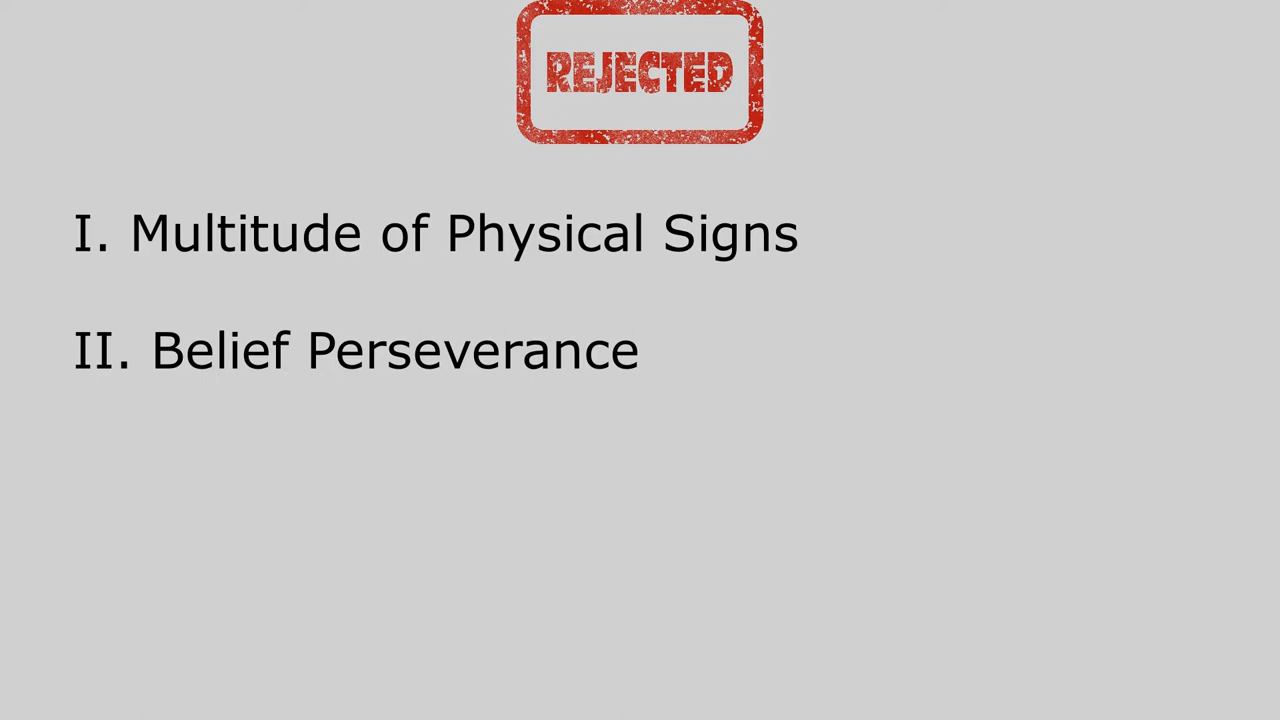 REJECTED
I. Multitude of Physical Signs
II. Belief Perseverance